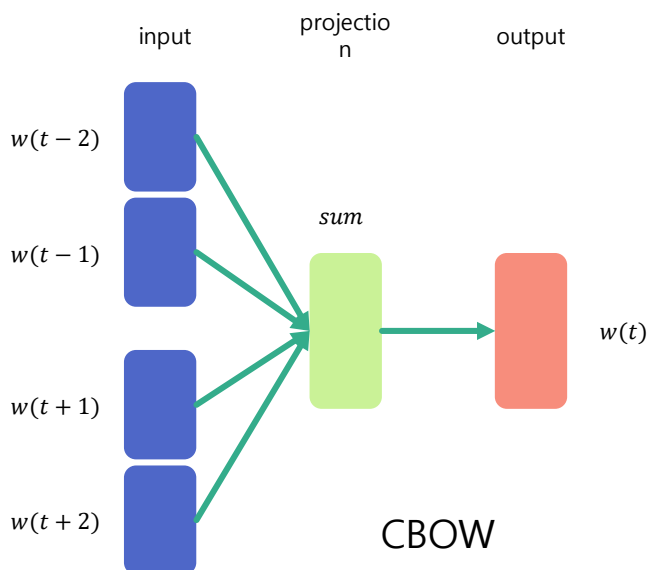 input
projectio
n
output
w(t − 2)
w(t − 1)
sum
w(t)
w(t + 1)
w(t + 2)
CBOW